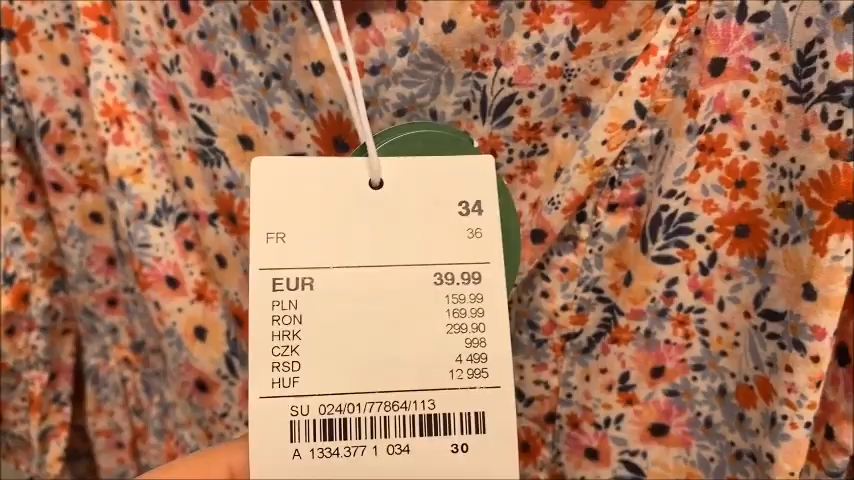 34
FR 36
EUR 39.99
PLN 159.99
RON 169.99
HRK 299.90
CZK 998
RSD 4 499
HUF 12 995
SU 024/01/77864/113
A 1334.377 1 034 30